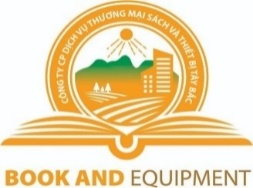 CÔNG TY CP DỊCH VỤ THƯƠNG MẠI SÁCH VÀ THIẾT BỊ TÂY BẮC
BOOK AND EQUIPMENT